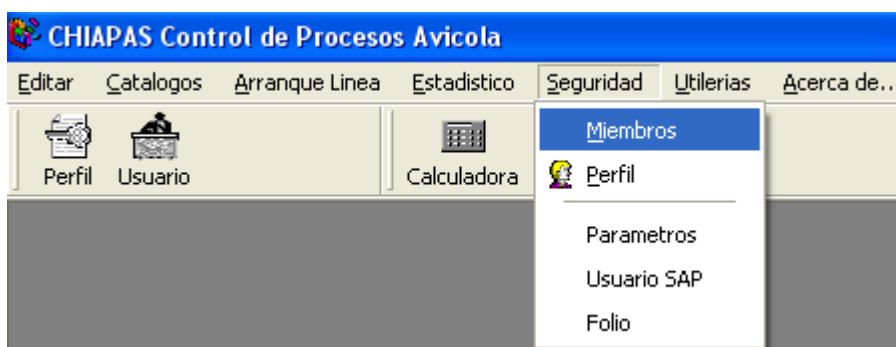 CHIAPAS Control de Procesos Avicola
Editar Catalogos Arranque Linea Estadistico Seguridad Utilerias Acerca de..
Perfil Usuario Calculadora
Miembros
Perfil
Parametros
Usuario SAP
Folio